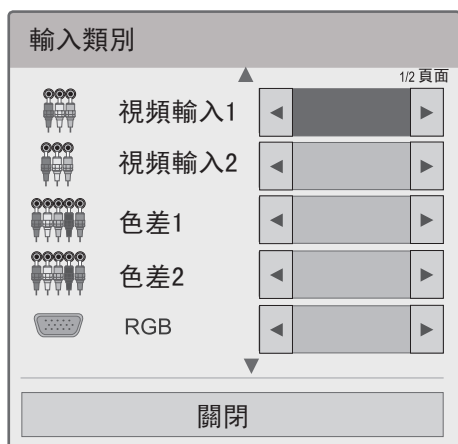 輸入類別
1/2 頁面
視頻輸入1
視頻輸入2
色差1
色差2
RGB
關閉